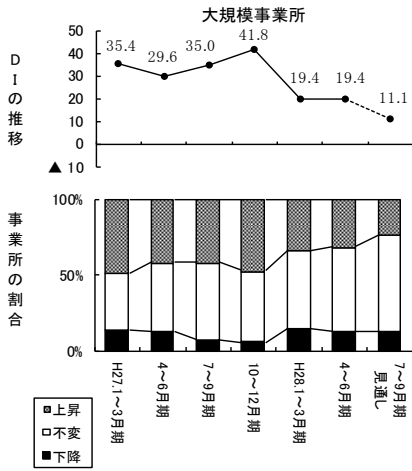 大規模事業所
DIの推移
50
40
30
20
10
0
▲ 10
35.4
29.6
35.0
41.8
19.4
19.4
11.1
事業所の割合
100%
50%
0%
H27.1～3月期
4～6月期
7～9月期
10～12月期
H28.1～3月期
4～6月期
7～9月期
見通し
上昇
不変
下降